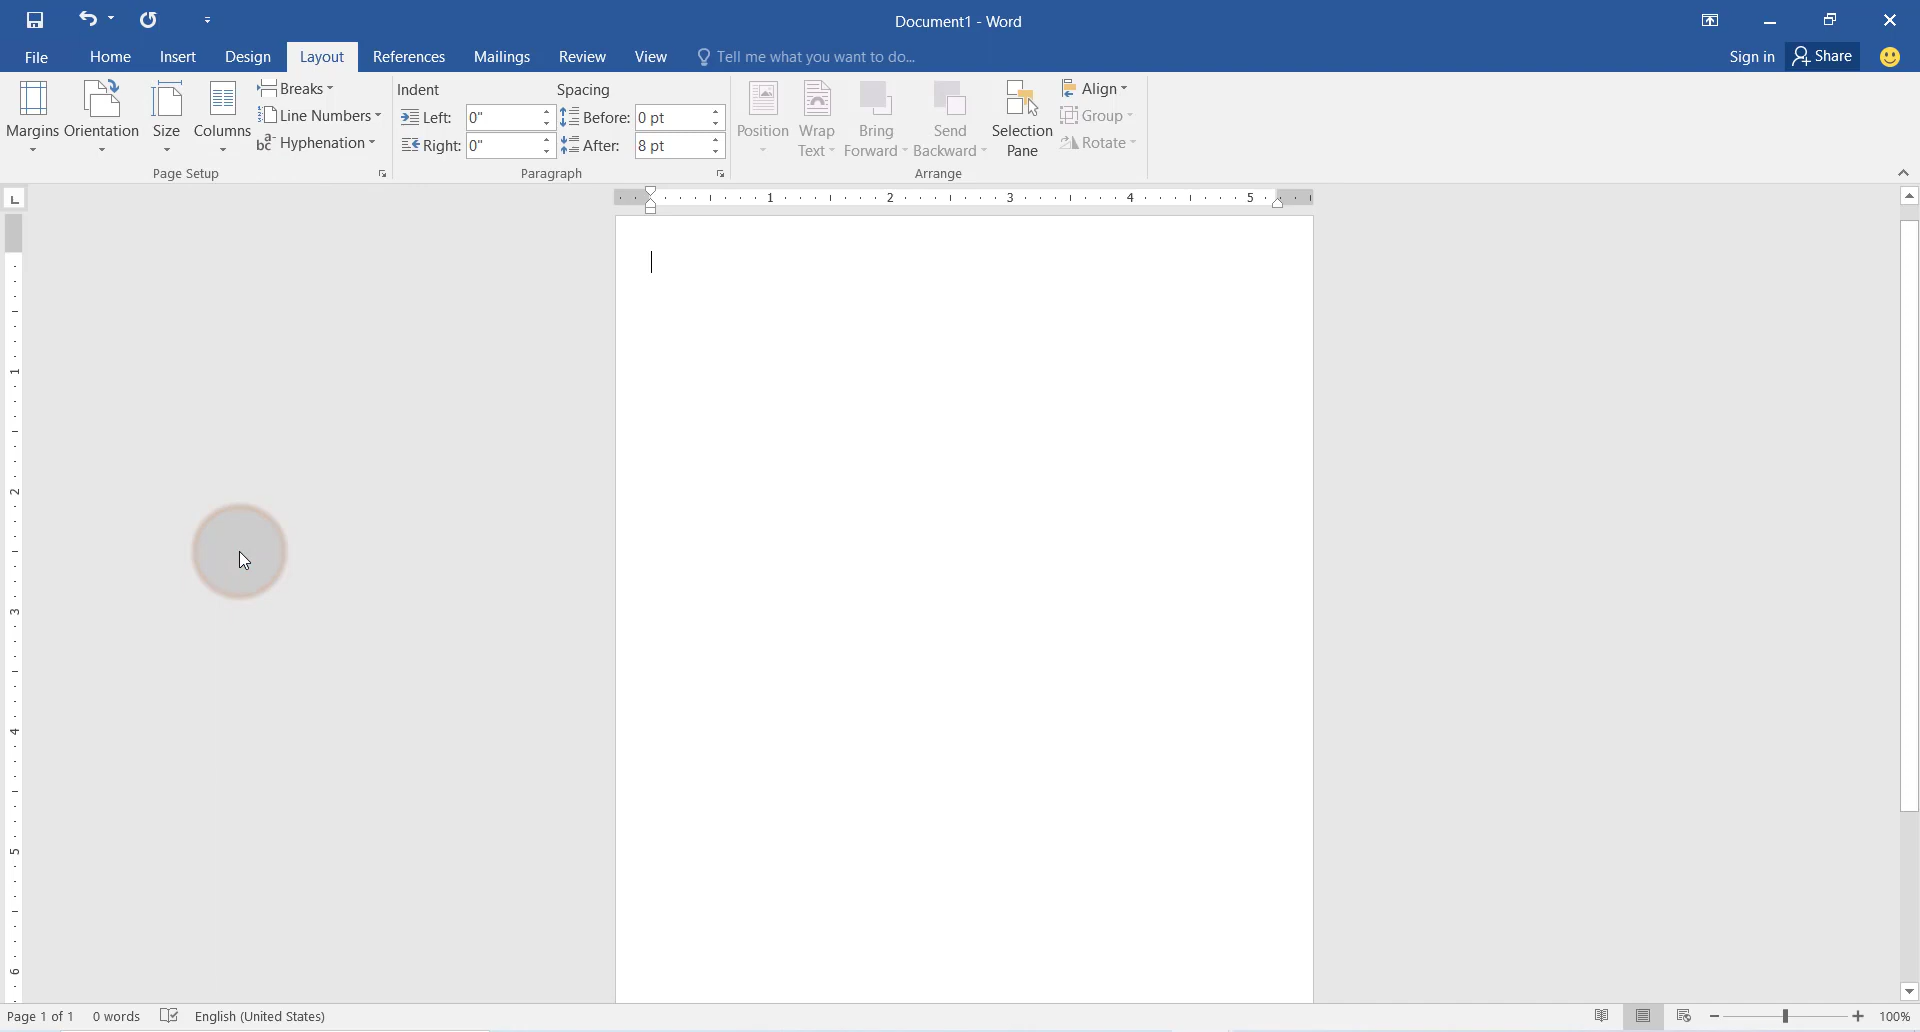 Document1 - Word
File Home Insert Design Layout References Mailings Review View Tell me what you want to do... Sign in Share
Margins Orientation Size Columns
Breaks
Line Numbers
Hyphenation
Page Setup
Indent Spacing
Left: 0" Before: 0 pt
Right: 0" After: 8 pt
Paragraph
Position
Wrap Text
Bring Forward
Send Backward
Selection Pane
Align
Group
Rotate
Arrange
L
1 2 3 4 5
1
2
3
4
5
6
Page 1 of 1 0 words English (United States) 100%